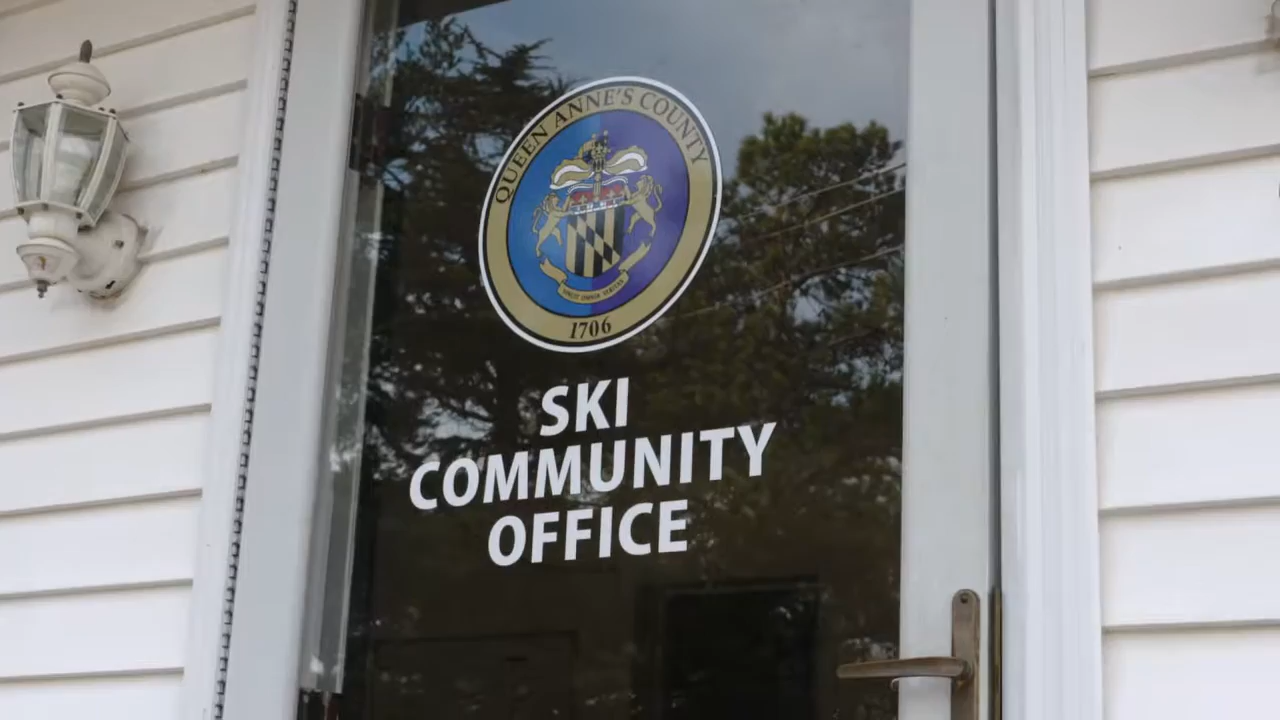 QUEEN ANNE'S COUNTY
1706
SKI
COMMUNITY
OFFICE